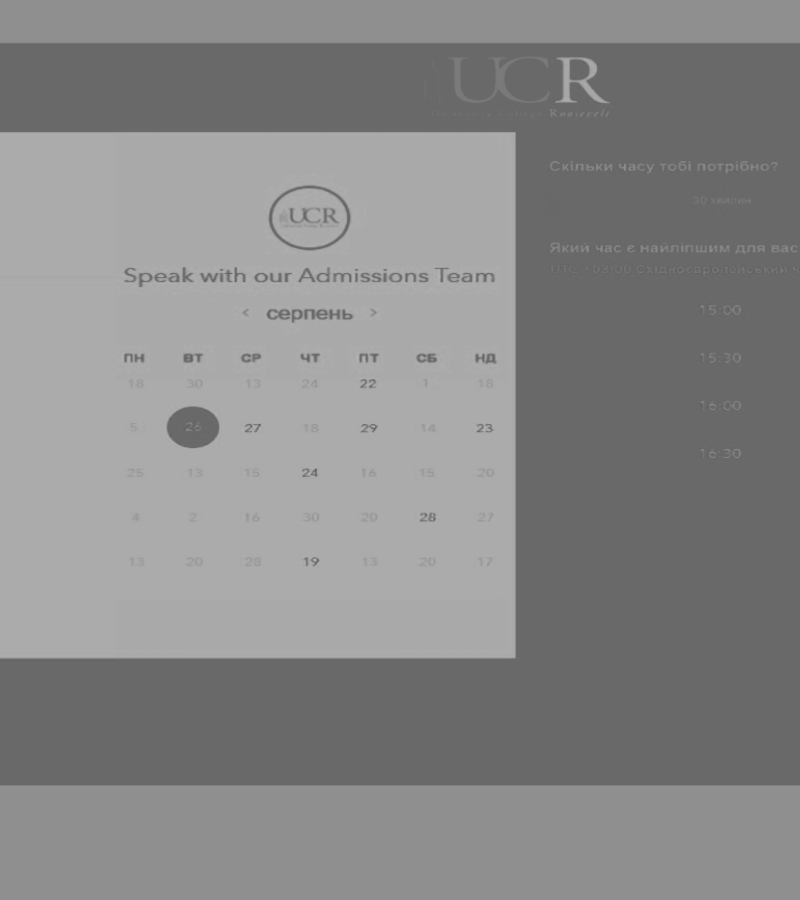 UCR
Roosevelt
UCR
Speak with our Admissions Team
< серпень >
ПН ВТ СР ЧТ ПТ СБ НД
18 30 13 24 22 1 18
5 26 27 18 29 14 23
25 13 15 24 16 15 20
4 2 16 30 20 28 27
13 20 28 19 13 20 17
Скільки часу тобі потрібно?
30 хвилин
Який час є найліпшим для вас
UTC +03:00 Східноєвропейський ч
15:00
15:30
16:00
16:30